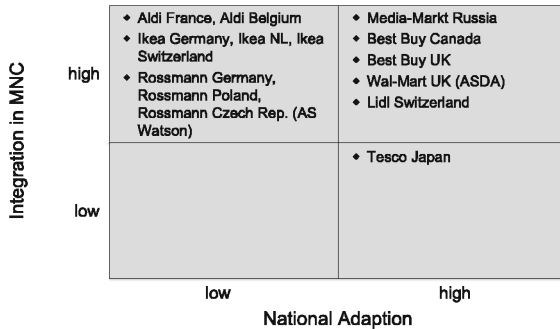 Integration in MNC
high
◆ Aldi France, Aldi Belgium
◆ Ikea Germany, Ikea NL, Ikea
Switzerland
◆ Rossmann Germany,
Rossmann Poland,
Rossmann Czech Rep. (AS
Watson)
◆ Media-Markt Russia
◆ Best Buy Canada
◆ Best Buy UK
◆ Wal-Mart UK (ASDA)
◆ Lidl Switzerland
low
◆ Tesco Japan
low
high
National Adaption